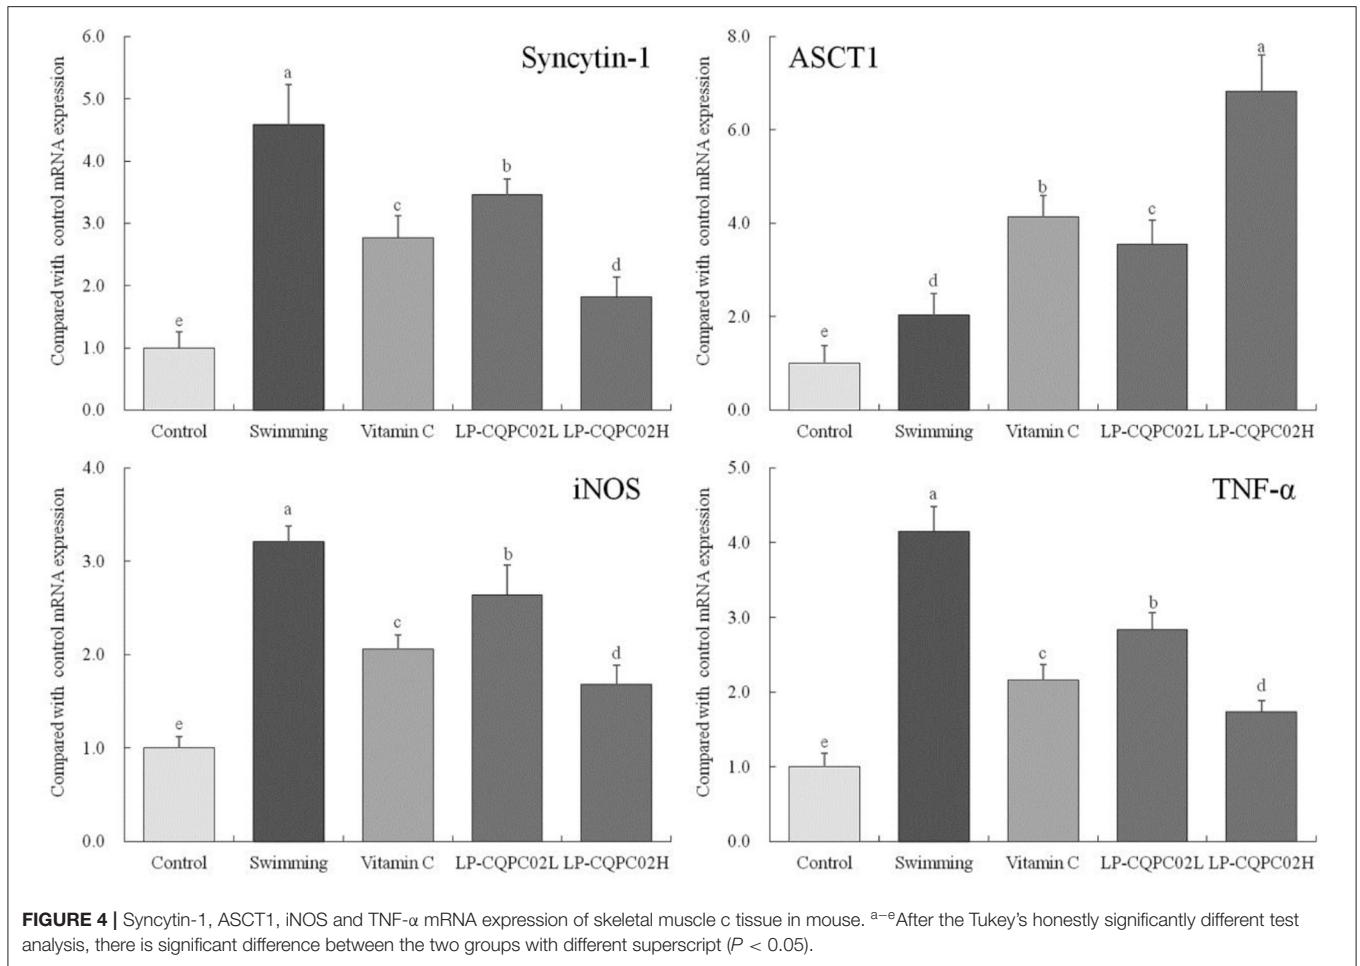 Syncytin-1
Compared with control mRNA expression
6.0
5.0
4.0
3.0
2.0
1.0
0.0
e
a
c
b
d
Control Swimming Vitamin C LP-CQPC02L LP-CQPC02H
ASCT1
Compared with control mRNA expression
8.0
6.0
4.0
2.0
0.0
e
d
b
c
a
Control Swimming Vitamin C LP-CQPC02L LP-CQPC02H
iNOS
Compared with control mRNA expression
4.0
3.0
2.0
1.0
0.0
e
a
c
b
d
Control Swimming Vitamin C LP-CQPC02L LP-CQPC02H
TNF-α
Compared with control mRNA expression
5.0
4.0
3.0
2.0
1.0
0.0
e
a
c
b
d
Control Swimming Vitamin C LP-CQPC02L LP-CQPC02H
FIGURE 4 | Syncytin-1, ASCT1, iNOS and TNF-α mRNA expression of skeletal muscle c tissue in mouse. a–eAfter the Tukey's honestly significantly different test
analysis, there is significant difference between the two groups with different superscript (P < 0.05).